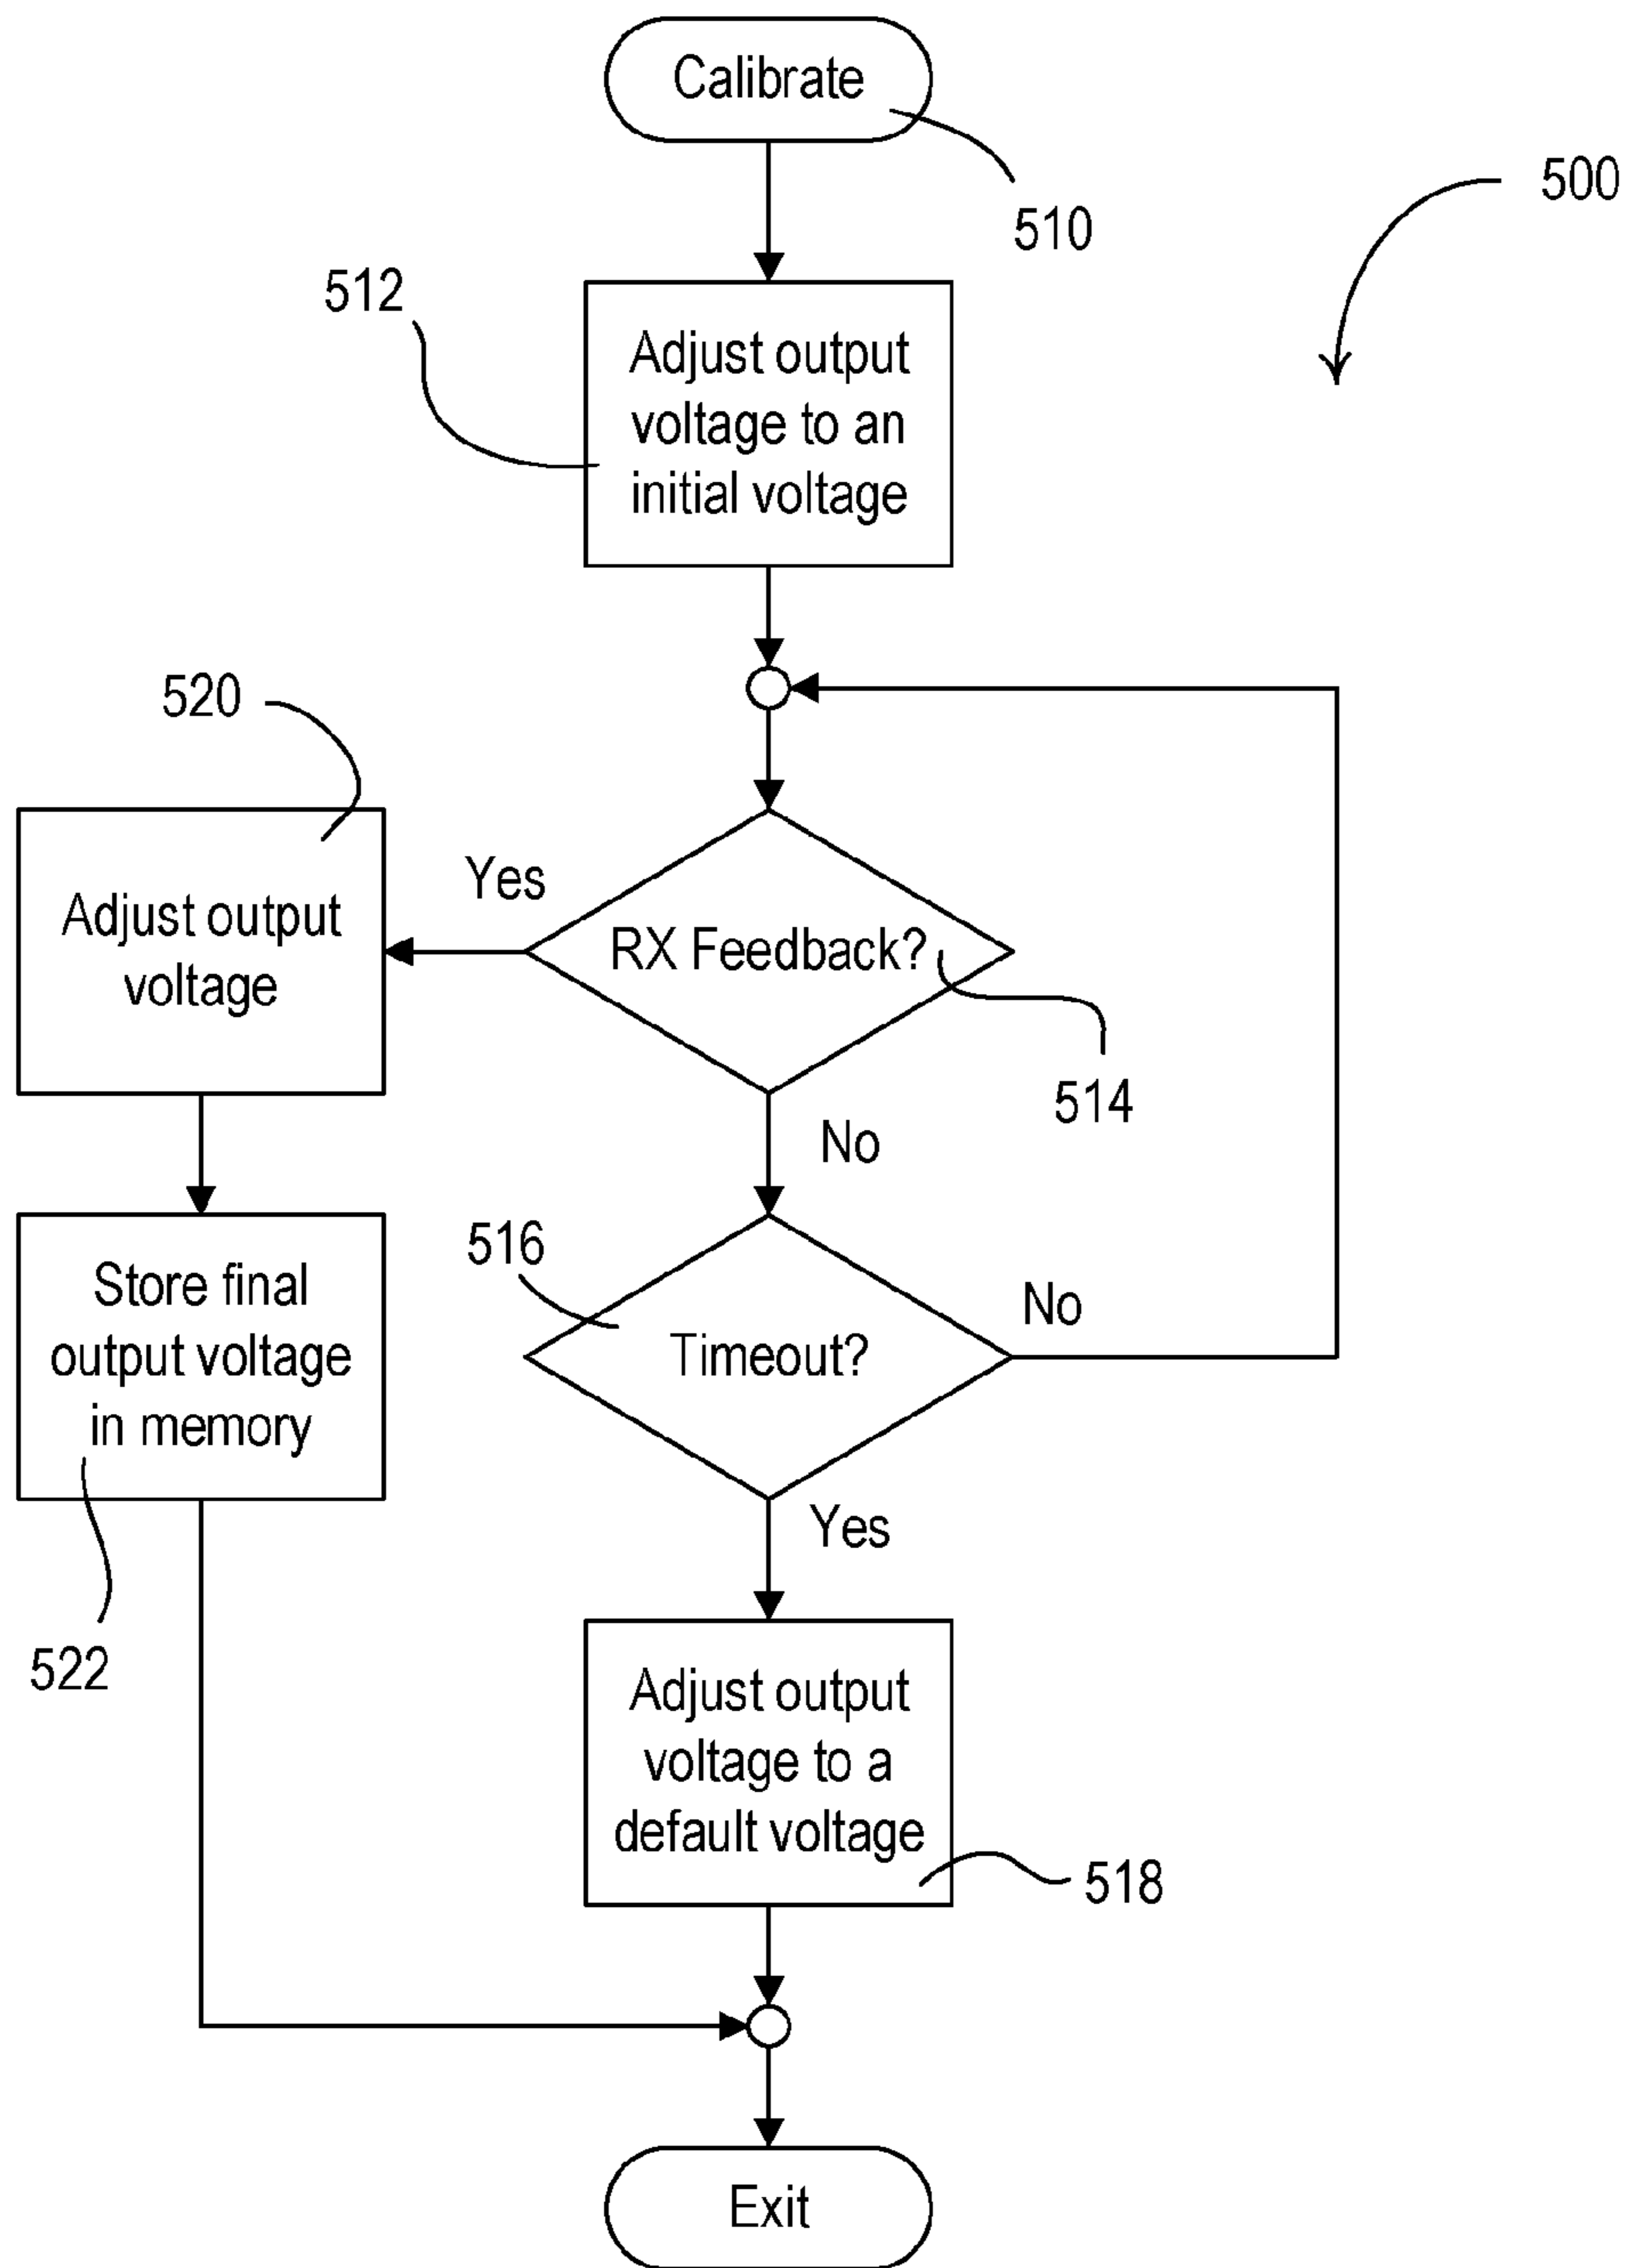 Calibrate
500
510
512
Adjust output
voltage to an
initial voltage
520
Yes
Adjust output
voltage
RX Feedback?
514
No
516
Store final
output voltage
in memory
Timeout?
No
Yes
522
Adjust output
voltage to a
default voltage
518
Exit